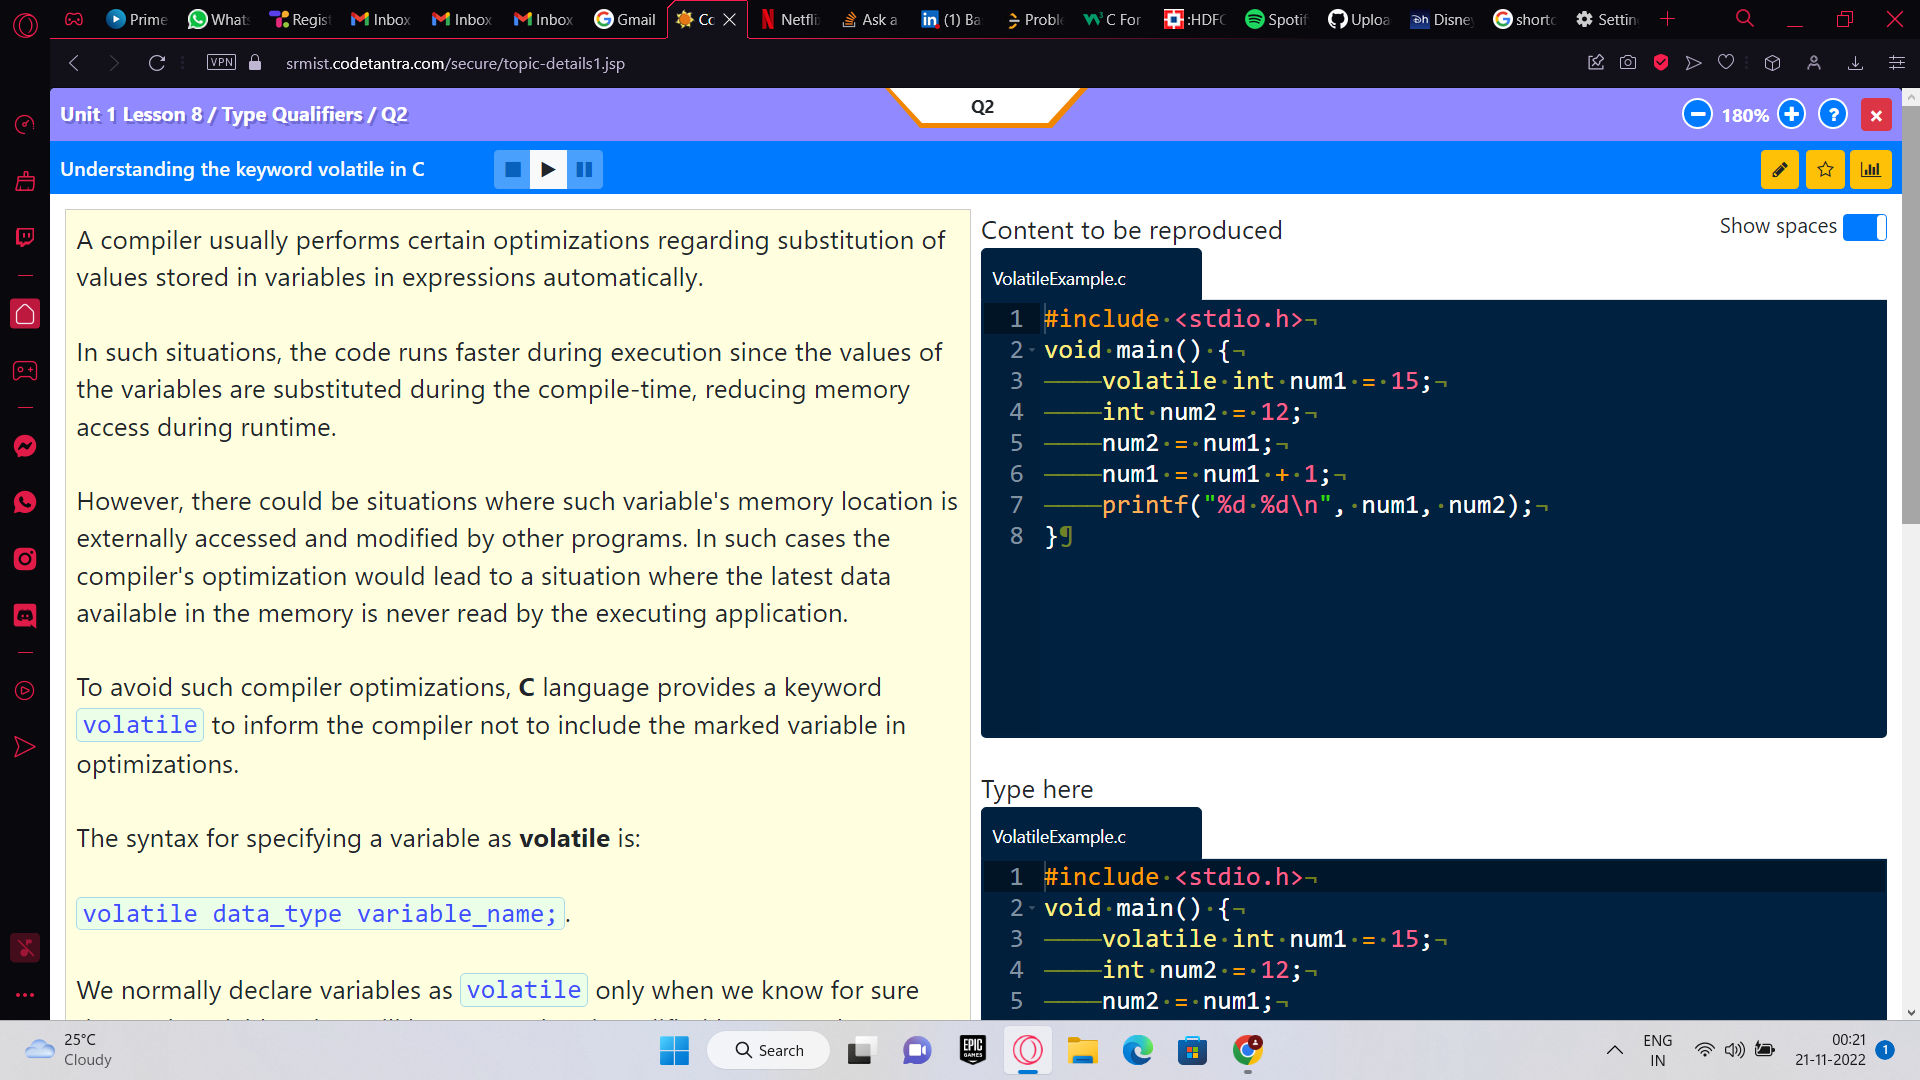 Prime
Whats
Regist
Inbox
Inbox
Inbox
Gmail
Co
Netfli
Ask a
(1) Ba
Proble
C For
:HDFC
Spotif
Uploa
Disney
shortc
Settin
VPN
srmist.codetantra.com/secure/topic-details1.jsp
Unit 1 Lesson 8 / Type Qualifiers / Q2
Q2
180%
?
Understanding the keyword volatile in C
A compiler usually performs certain optimizations regarding substitution of
values stored in variables in expressions automatically.
In such situations, the code runs faster during execution since the values of
the variables are substituted during the compile-time, reducing memory
access during runtime.
However, there could be situations where such variable's memory location is
externally accessed and modified by other programs. In such cases the
compiler's optimization would lead to a situation where the latest data
available in the memory is never read by the executing application.
To avoid such compiler optimizations, C language provides a keyword
volatile to inform the compiler not to include the marked variable in
optimizations.
The syntax for specifying a variable as volatile is:
volatile data_type variable_name;.
We normally declare variables as volatile only when we know for sure
Content to be reproduced
Show spaces
VolatileExample.c
1 #include·<stdio.h>¬
2 void·main()·{¬
3 ————volatile·int·num1·=·15;¬
4 ————int·num2·=·12;¬
5 ————num2·=·num1;¬
6 ————num1·=·num1·+·1;¬
7 ————printf("%d·%d\n",·num1,·num2);¬
8 }¶
Type here
VolatileExample.c
1 #include·<stdio.h>¬
2 void·main()·{¬
3 ————volatile·int·num1·=·15;¬
4 ————int·num2·=·12;¬
5 ————num2·=·num1;¬
25°C
Cloudy
Search
EPIC
GAMES
ENG
IN
00:21
21-11-2022
1